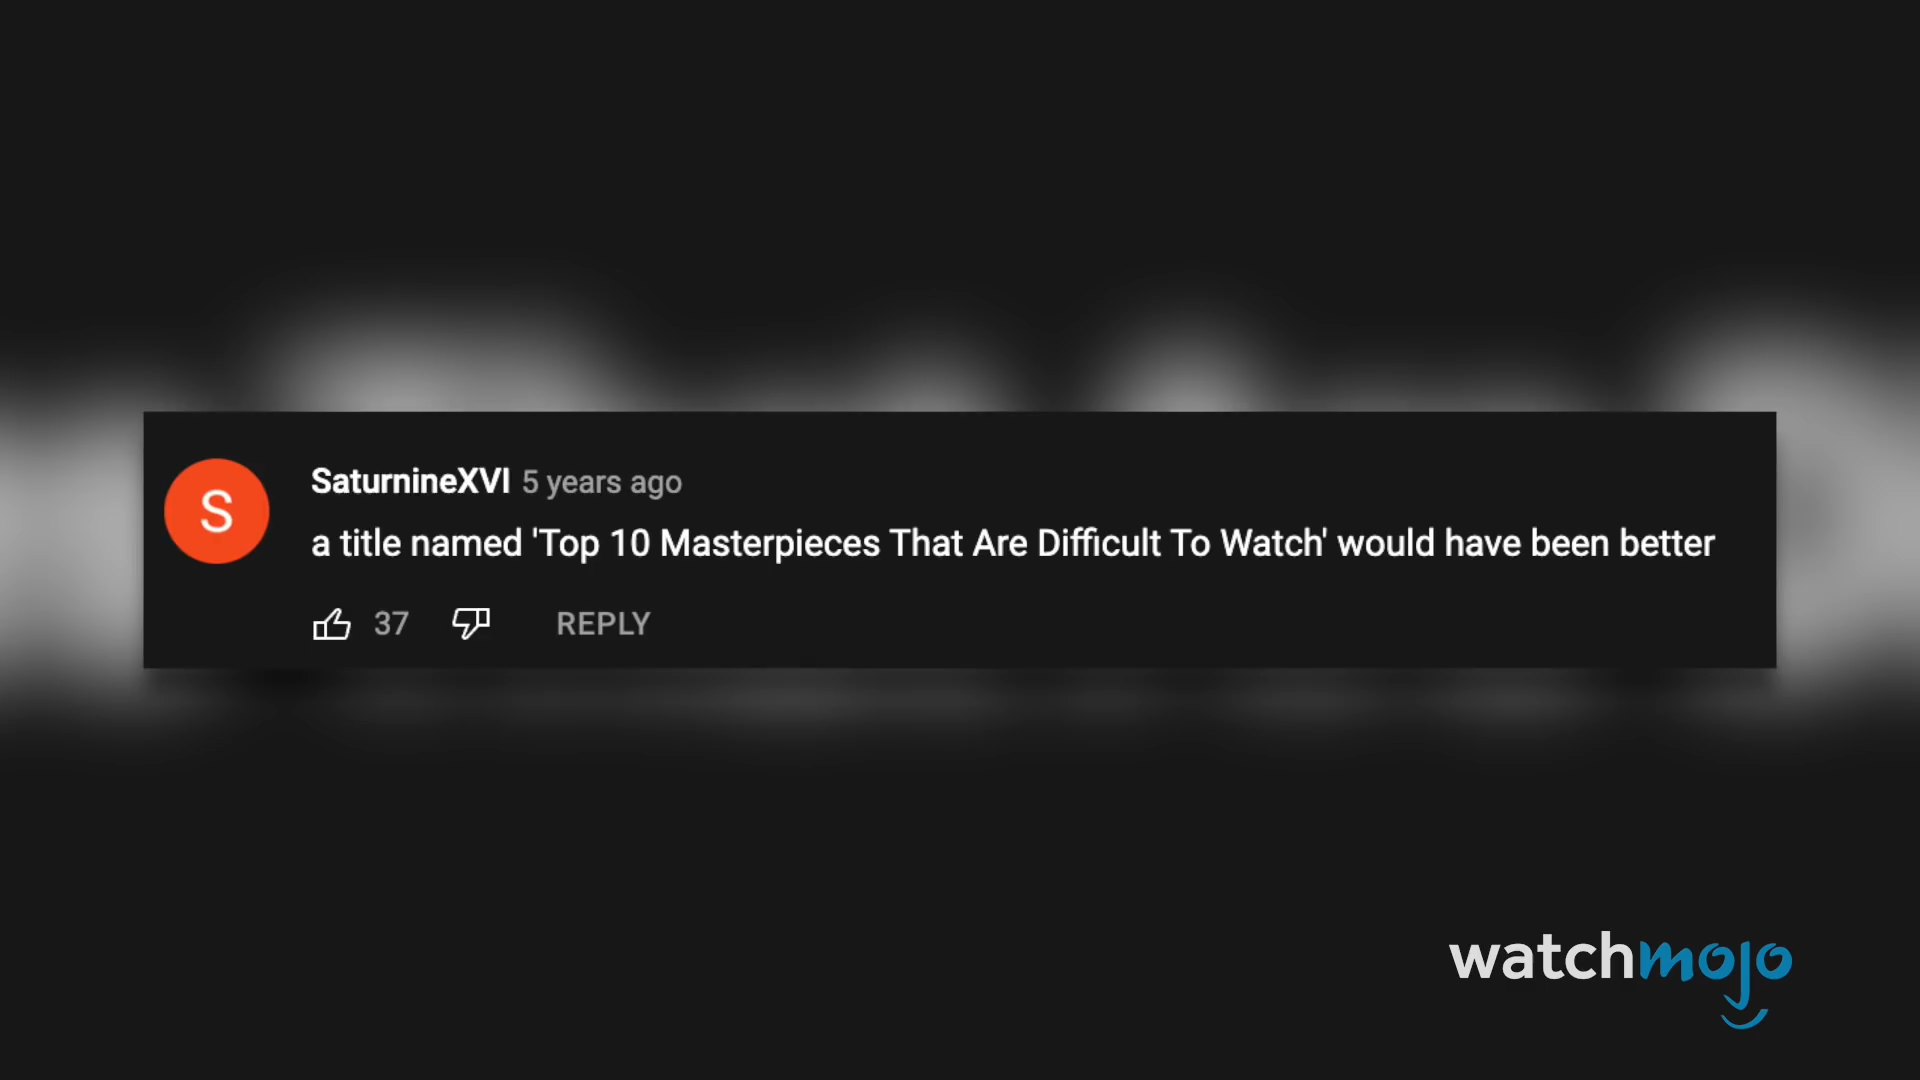 S
SaturnineXVI 5 years ago
a title named 'Top 10 Masterpieces That Are Difficult To Watch' would have been better
37 REPLY
watchmojo